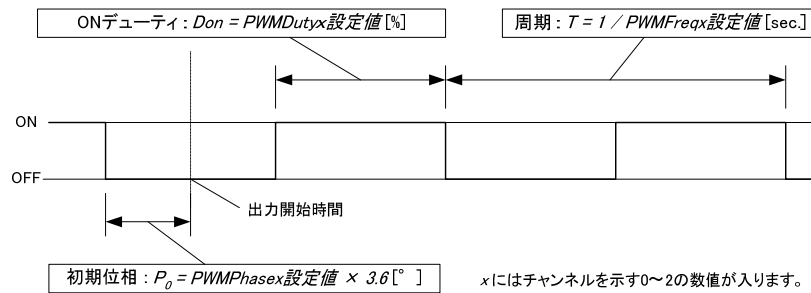 ONデューティ：Don = PWMDutyx設定値[%]
周期：T = 1 / PWMFreqx設定値[sec.]
ON
OFF
出力開始時間
初期位相：P0 = PWMPhasex設定値 × 3.6[°]
xにはチャンネルを示す0～2の数値が入ります。